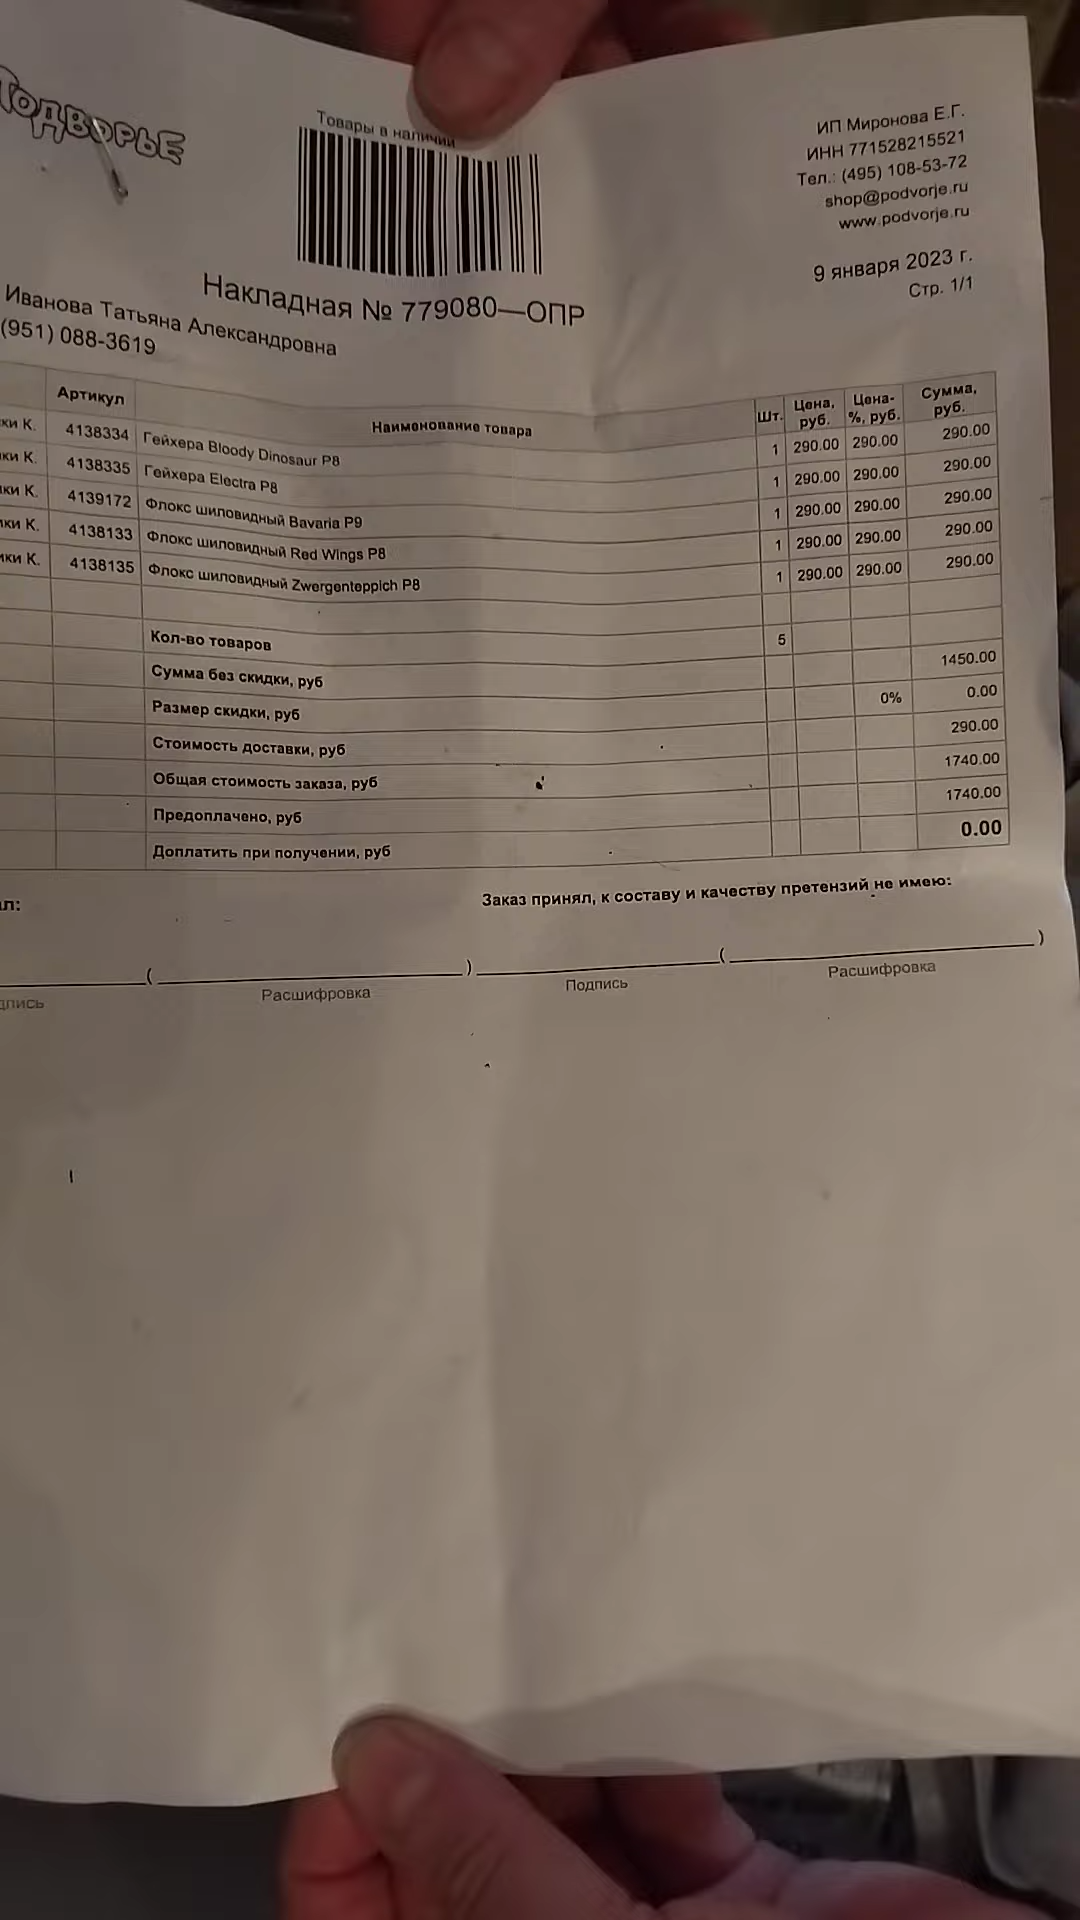 ПОДВОРЬЕ
Товары в наличии
ИП Миронова Е.Г.
ИНН 771528215521
Тел.: (495) 108-53-72
shop@podvorje.ru
www.podvorje.ru
9 января 2023 г.
Стр. 1/1
Накладная № 779080—ОПР
Иванова Татьяна Александровна
(951) 088-3619
Артикул Наименование товара Шт. Цена, руб. Цена-%, руб. Сумма, руб.
ки К. 4138334 Гейхера Bloody Dinosaur P8 1 290.00 290.00 290.00
ки К. 4138335 Гейхера Electra P8 1 290.00 290.00 290.00
ки К. 4139172 Флокс шиловидный Bavaria P9 1 290.00 290.00 290.00
ки К. 4138133 Флокс шиловидный Red Wings P8 1 290.00 290.00 290.00
ики К. 4138135 Флокс шиловидный Zwergenteppich P8 1 290.00 290.00 290.00
Кол-во товаров 5
Сумма без скидки, руб 1450.00
Размер скидки, руб 0% 0.00
Стоимость доставки, руб 290.00
Общая стоимость заказа, руб 1740.00
Предоплачено, руб 1740.00
Доплатить при получении, руб 0.00
ал: Заказ принял, к составу и качеству претензий не имею:
( ) ( )
дпись Расшифровка Подпись Расшифровка